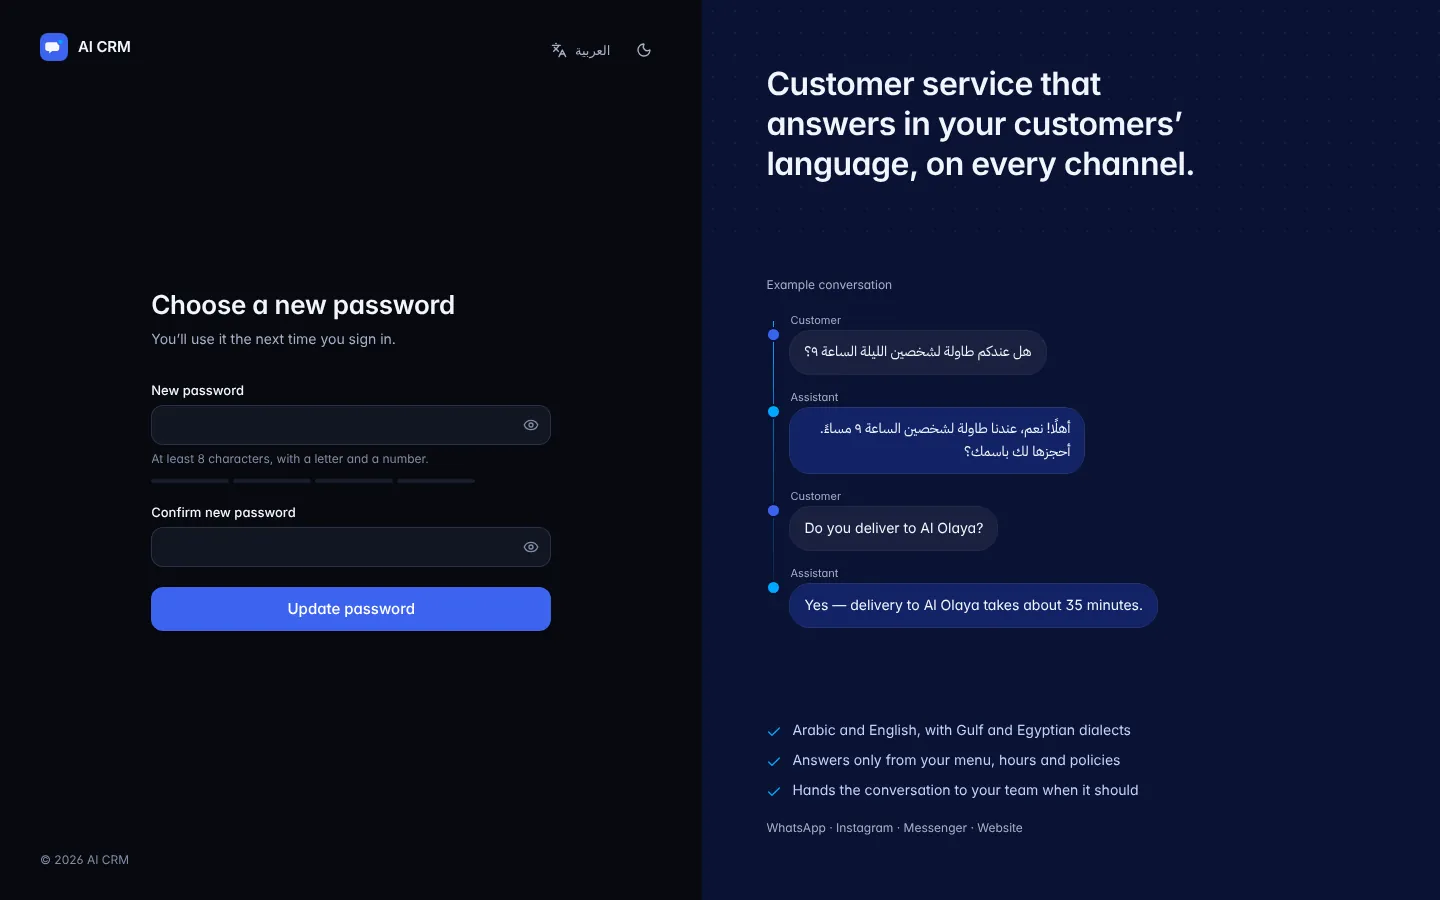 AI CRM
العربية
Choose a new password
You’ll use it the next time you sign in.
New password
At least 8 characters, with a letter and a number.
Confirm new password
Update password
© 2026 AI CRM
Customer service that
answers in your customers’
language, on every channel.
Example conversation
Customer
هل عندكم طاولة لشخصين الليلة الساعة ٩؟
Assistant
أهلًا! نعم، عندنا طاولة لشخصين الساعة ٩ مساءً.
أحجزها لك باسمك؟
Customer
Do you deliver to Al Olaya?
Assistant
Yes — delivery to Al Olaya takes about 35 minutes.
Arabic and English, with Gulf and Egyptian dialects
Answers only from your menu, hours and policies
Hands the conversation to your team when it should
WhatsApp · Instagram · Messenger · Website